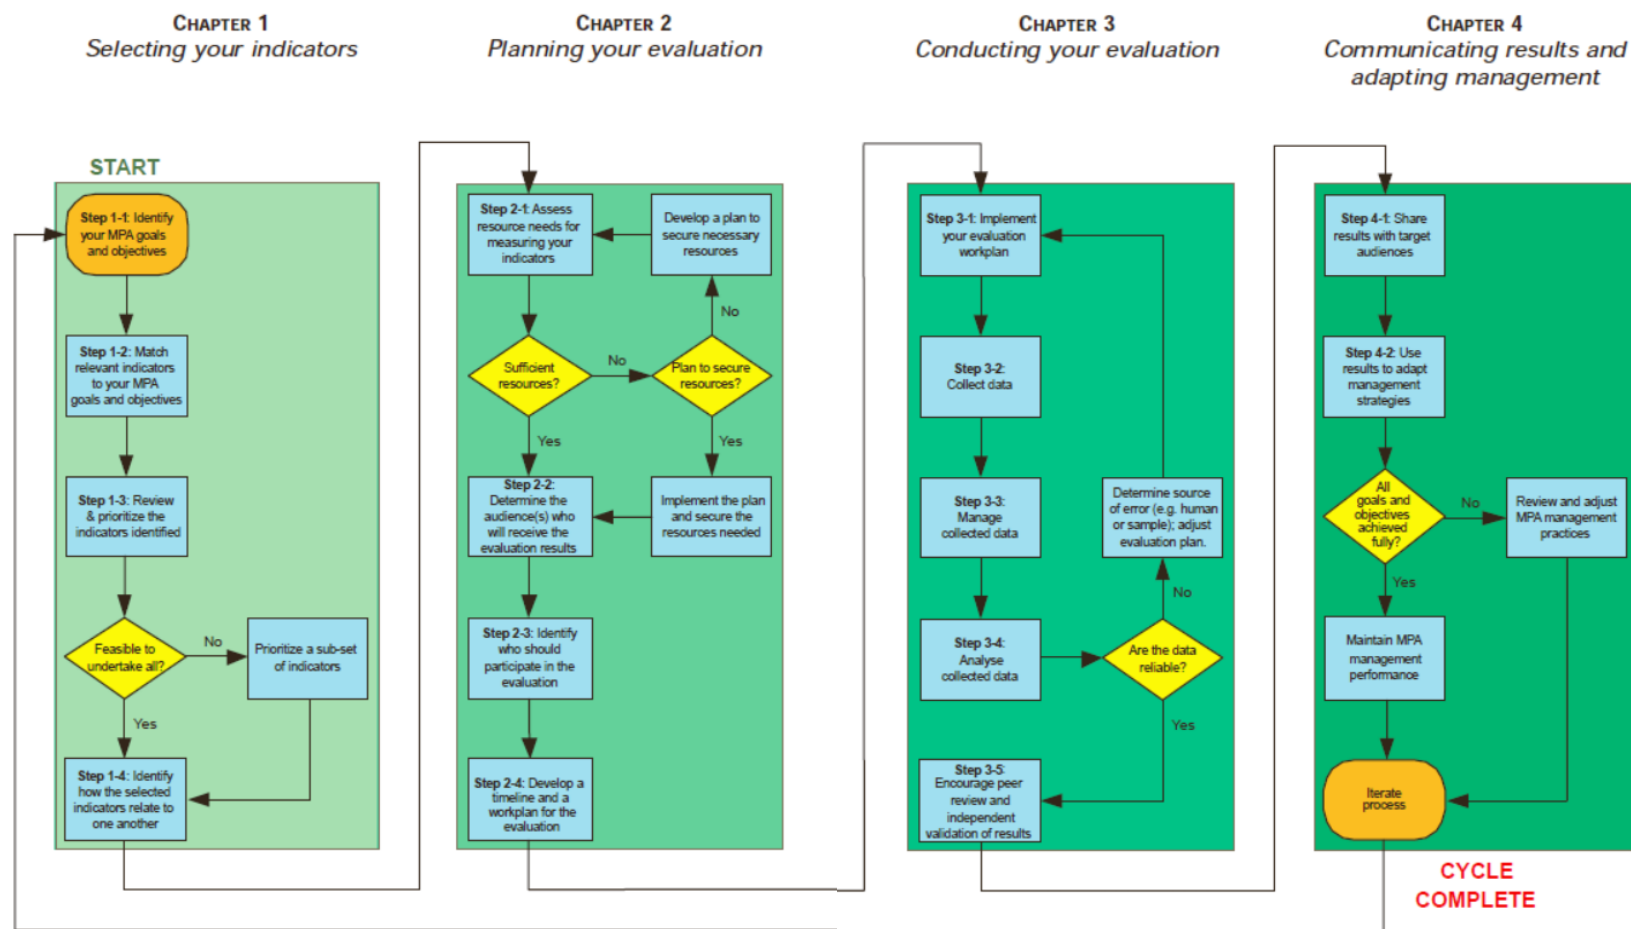 CHAPTER 1
Selecting your indicators
START
Step 1-1: Identify
your MPA goals
and objectives
Step 1-2: Match
relevant indicators
to your MPA
goals and objectives
Step 1-3: Review
& prioritize the
indicators identified
Feasible to
undertake all?
No
Prioritize a sub-set
of indicators
Yes
Step 1-4: Identify
how the selected
indicators relate to
one another
CHAPTER 2
Planning your evaluation
Step 2-1: Assess
resource needs for
measuring your
indicators
Develop a plan to
secure necessary
resources
No
Sufficient
resources?
No
Plan to secure
resources?
Yes
Yes
Step 2-2:
Determine the
audience(s) who
will receive the
evaluation results
Implement the plan
and secure the
resources needed
Step 2-3: Identify
who should
participate in the
evaluation
Step 2-4: Develop a
timeline and a
workplan for the
evaluation
CHAPTER 3
Conducting your evaluation
Step 3-1: Implement
your evaluation
workplan
Step 3-2:
Collect data
Step 3-3:
Manage
collected data
Determine source
of error (e.g. human
or sample); adjust
evaluation plan.
No
Step 3-4:
Analyse
collected data
Are the data
reliable?
Yes
Step 3-5:
Encourage peer
review and
independent
validation of results
CHAPTER 4
Communicating results and
adapting management
Step 4-1: Share
results with target
audiences
Step 4-2: Use
results to adapt
management
strategies
All
goals and
objectives
achieved
fully?
No
Review and adjust
MPA management
practices
Yes
Maintain MPA
management
performance
Iterate
process
CYCLE
COMPLETE